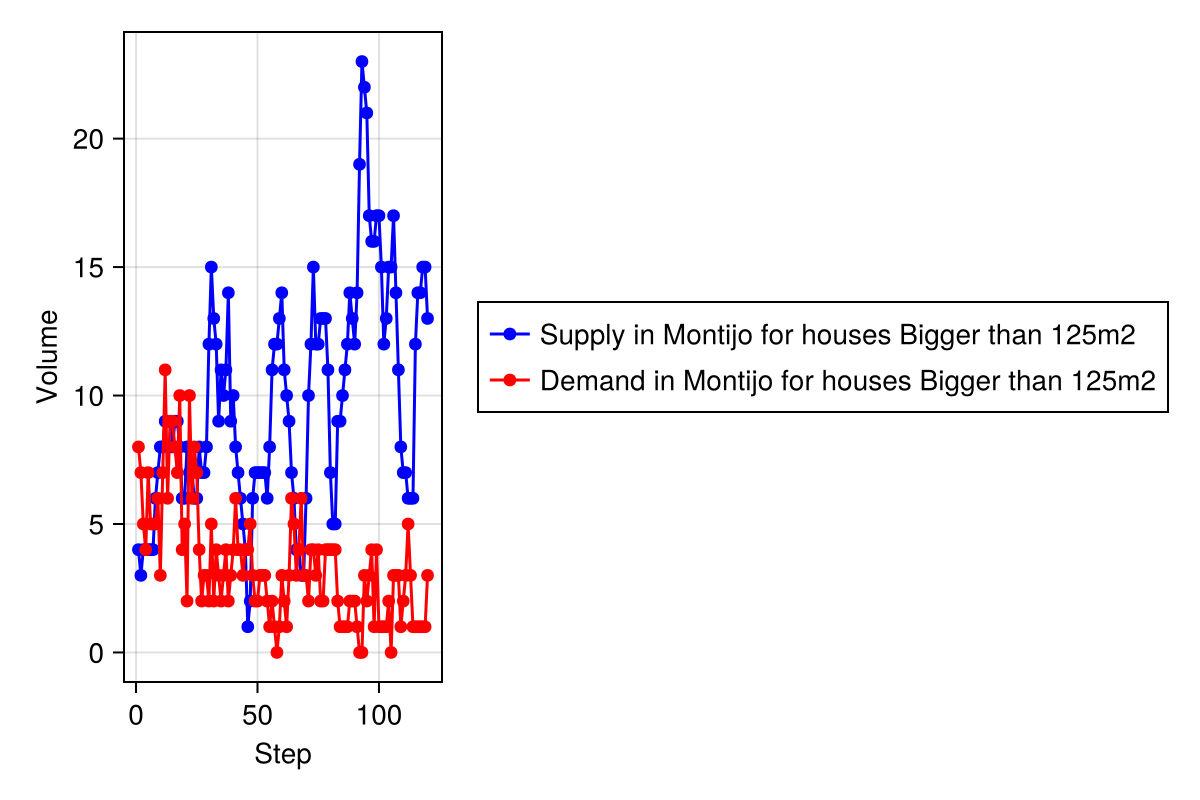 20
15
10
5
0
Volume
0 50 100
Step
Supply in Montijo for houses Bigger than 125m2
Demand in Montijo for houses Bigger than 125m2